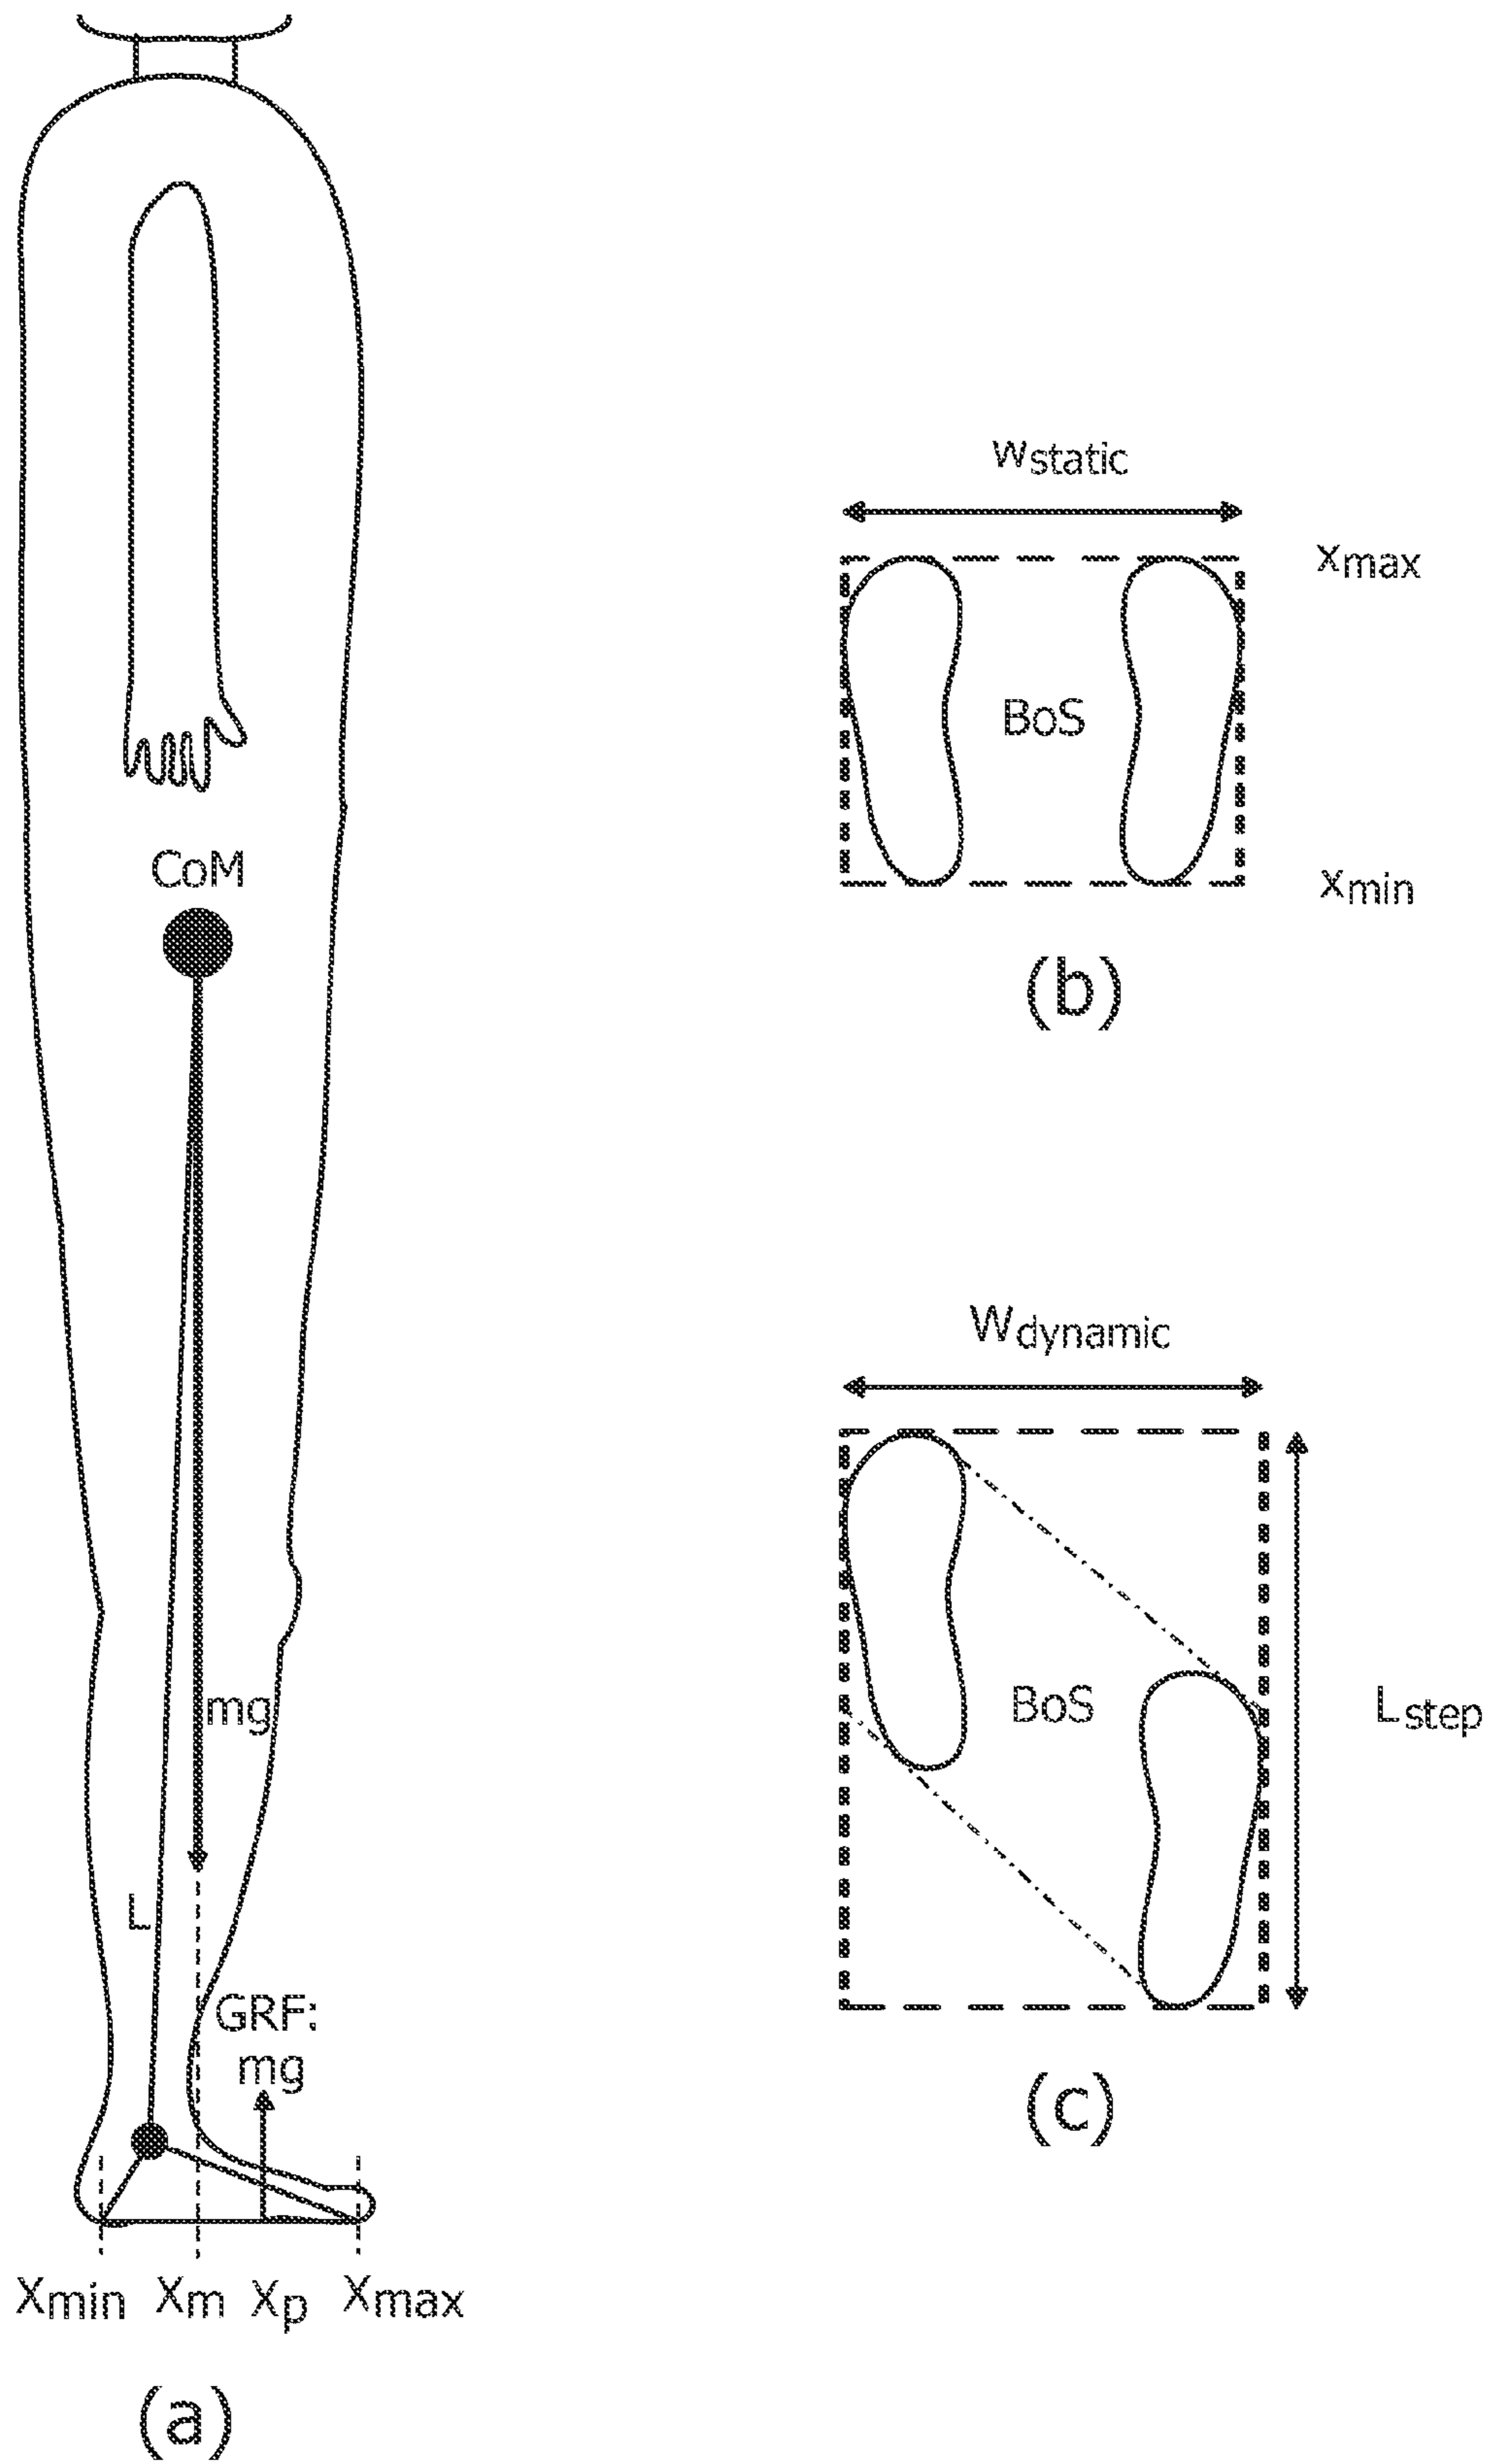 CoM
mg
L
GRF:
mg
Xmin Xm Xp Xmax
(a)
Wstatic
Xmax
BoS
Xmin
(b)
Wdynamic
BoS
Lstep
(c)